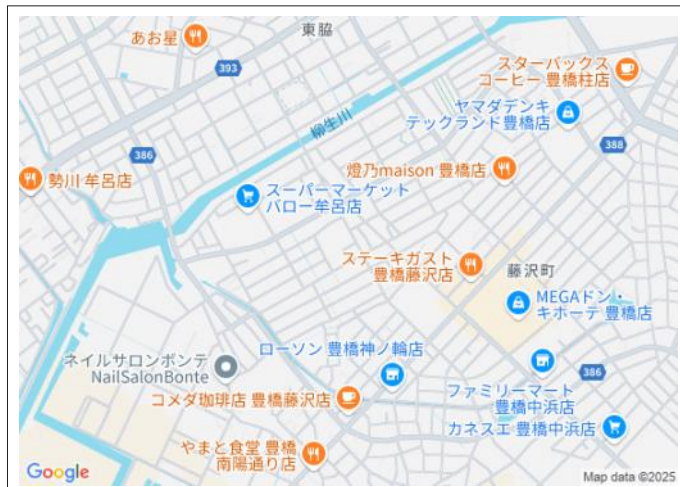 あお星
東脇
393
スターバックス
コーヒー 豊橋柱店
柳生川
ヤマダデンキ
テックランド豊橋店
386
388
勢川 牟呂店
燈乃maison 豊橋店
スーパーマーケット
バロー牟呂店
ステーキガスト
豊橋藤沢店
藤沢町
MEGAドン・
キホーテ 豊橋店
ローソン 豊橋神ノ輪店
ネイルサロンボンテ
NailSalonBonte
386
ファミリーマート
豊橋中浜店
コメダ珈琲店 豊橋藤沢店
カネスエ 豊橋中浜店
やまと食堂 豊橋
南陽通り店
Google
Map data ©2025